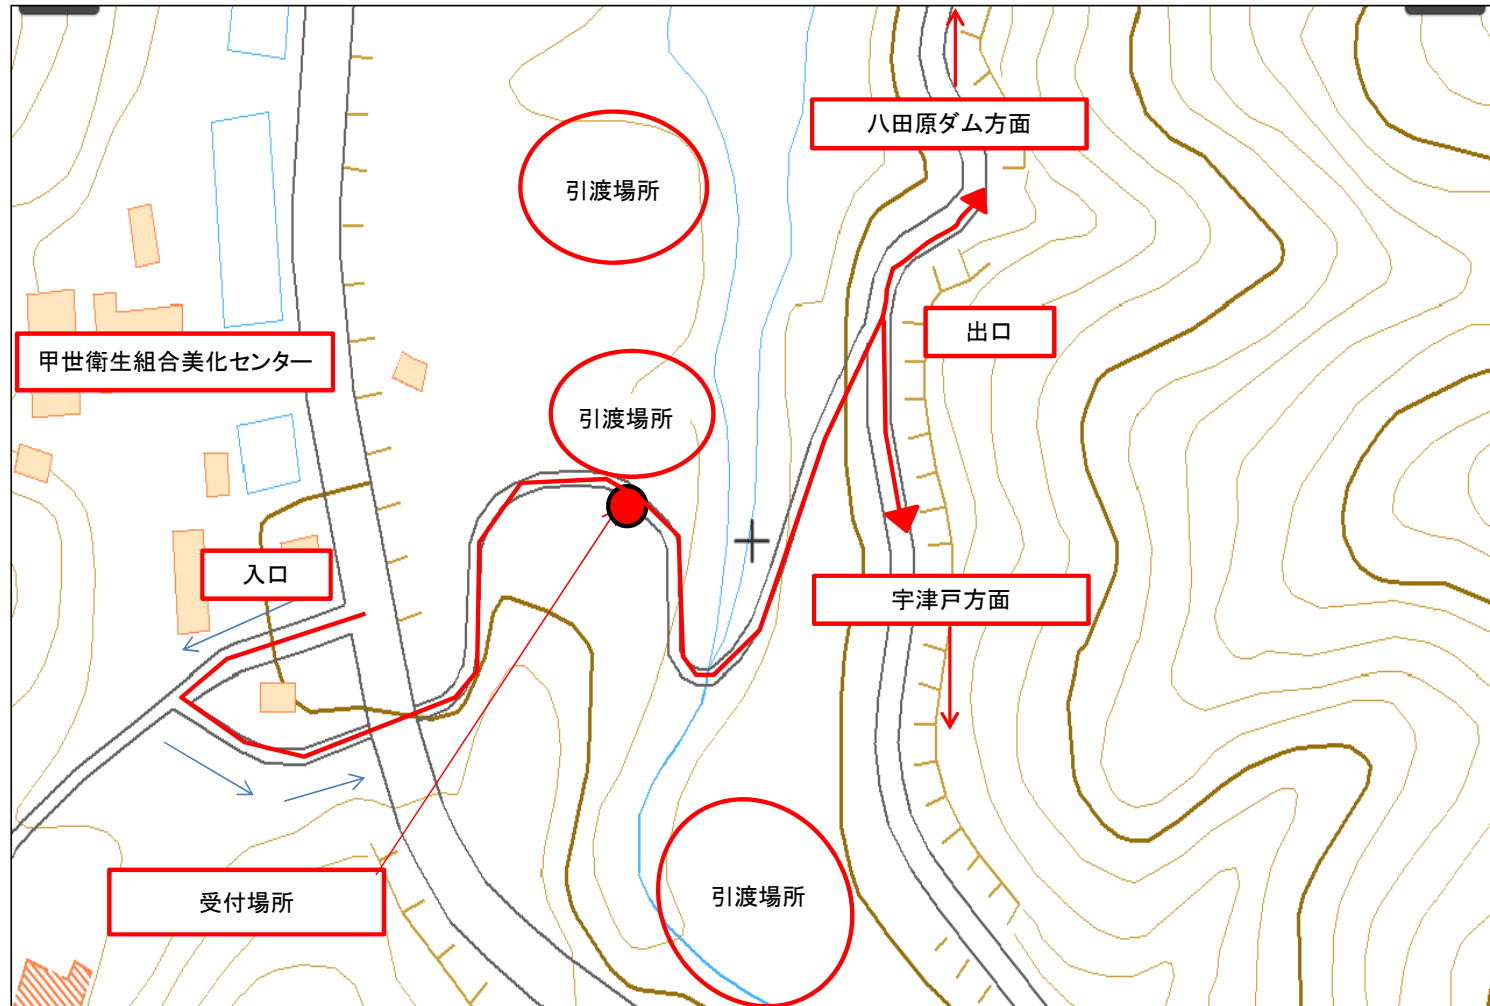 八田原ダム方面
引渡場所
出口
甲世衛生組合美化センター
引渡場所
入口
宇津戸方面
受付場所
引渡場所